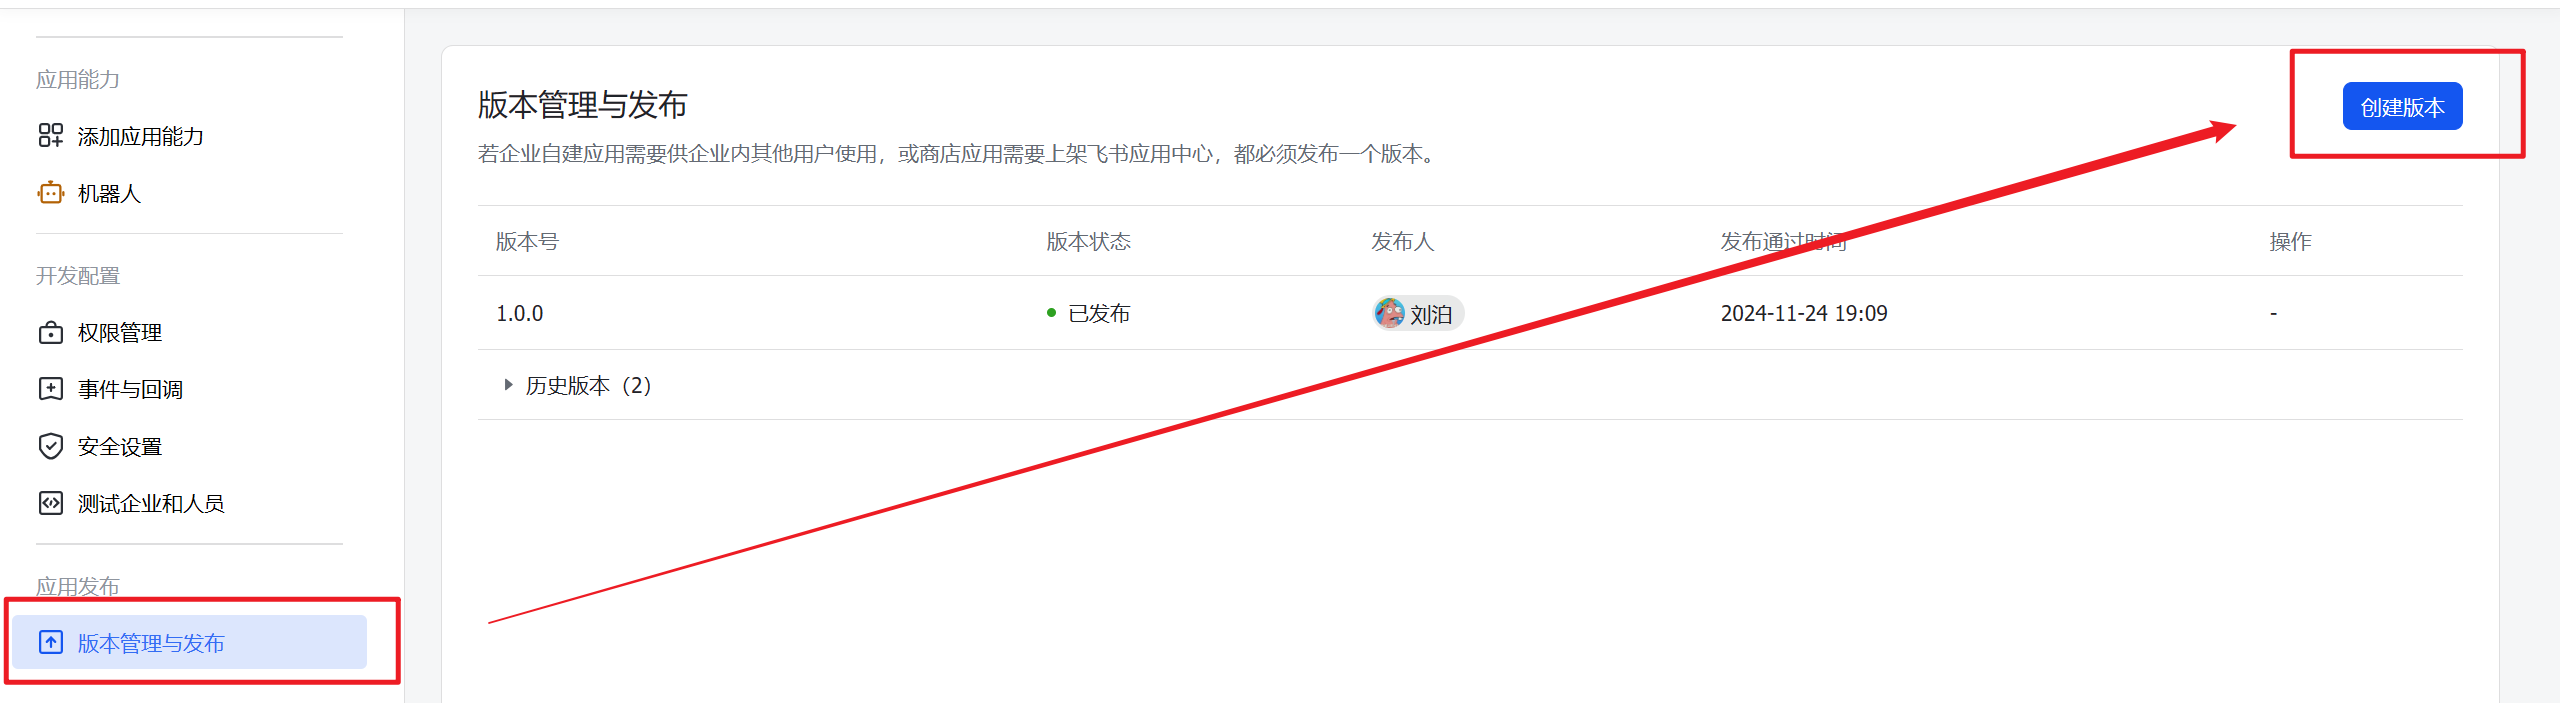 应用能力
添加应用能力
机器人
开发配置
权限管理
事件与回调
安全设置
测试企业和人员
应用发布
版本管理与发布
版本管理与发布
创建版本
若企业自建应用需要供企业内其他用户使用，或商店应用需要上架飞书应用中心，都必须发布一个版本。
版本号 版本状态 发布人 发布通过时间 操作
1.0.0 已发布 刘泊 2024-11-24 19:09 -
历史版本（2）